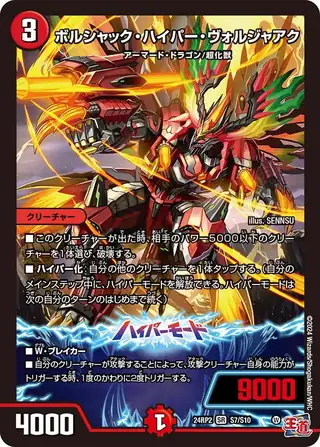 3
ボルシャック・ハイパー・ヴォルジャアク
アーマード・ドラゴン/超化獣
illus. SENNSU
クリーチャー
■このクリーチャーが出た時、相手のパワー5000以下のクリー
チャーを1体選び、破壊する。
■ハイパー化:自分の他のクリーチャーを1体タップする。(自分の
メインステップ中に、ハイパーモードを解放できる。ハイパーモードは
次の自分のターンのはじめまで続く)
ハイパーモード
■W・ブレイカー
■自分のクリーチャーが攻撃することによって、攻撃クリーチャー自身の能力が
トリガーする時、1度のかわりに2度トリガーする。
9000
4000
1
24RP2 SR S7/S10
王道